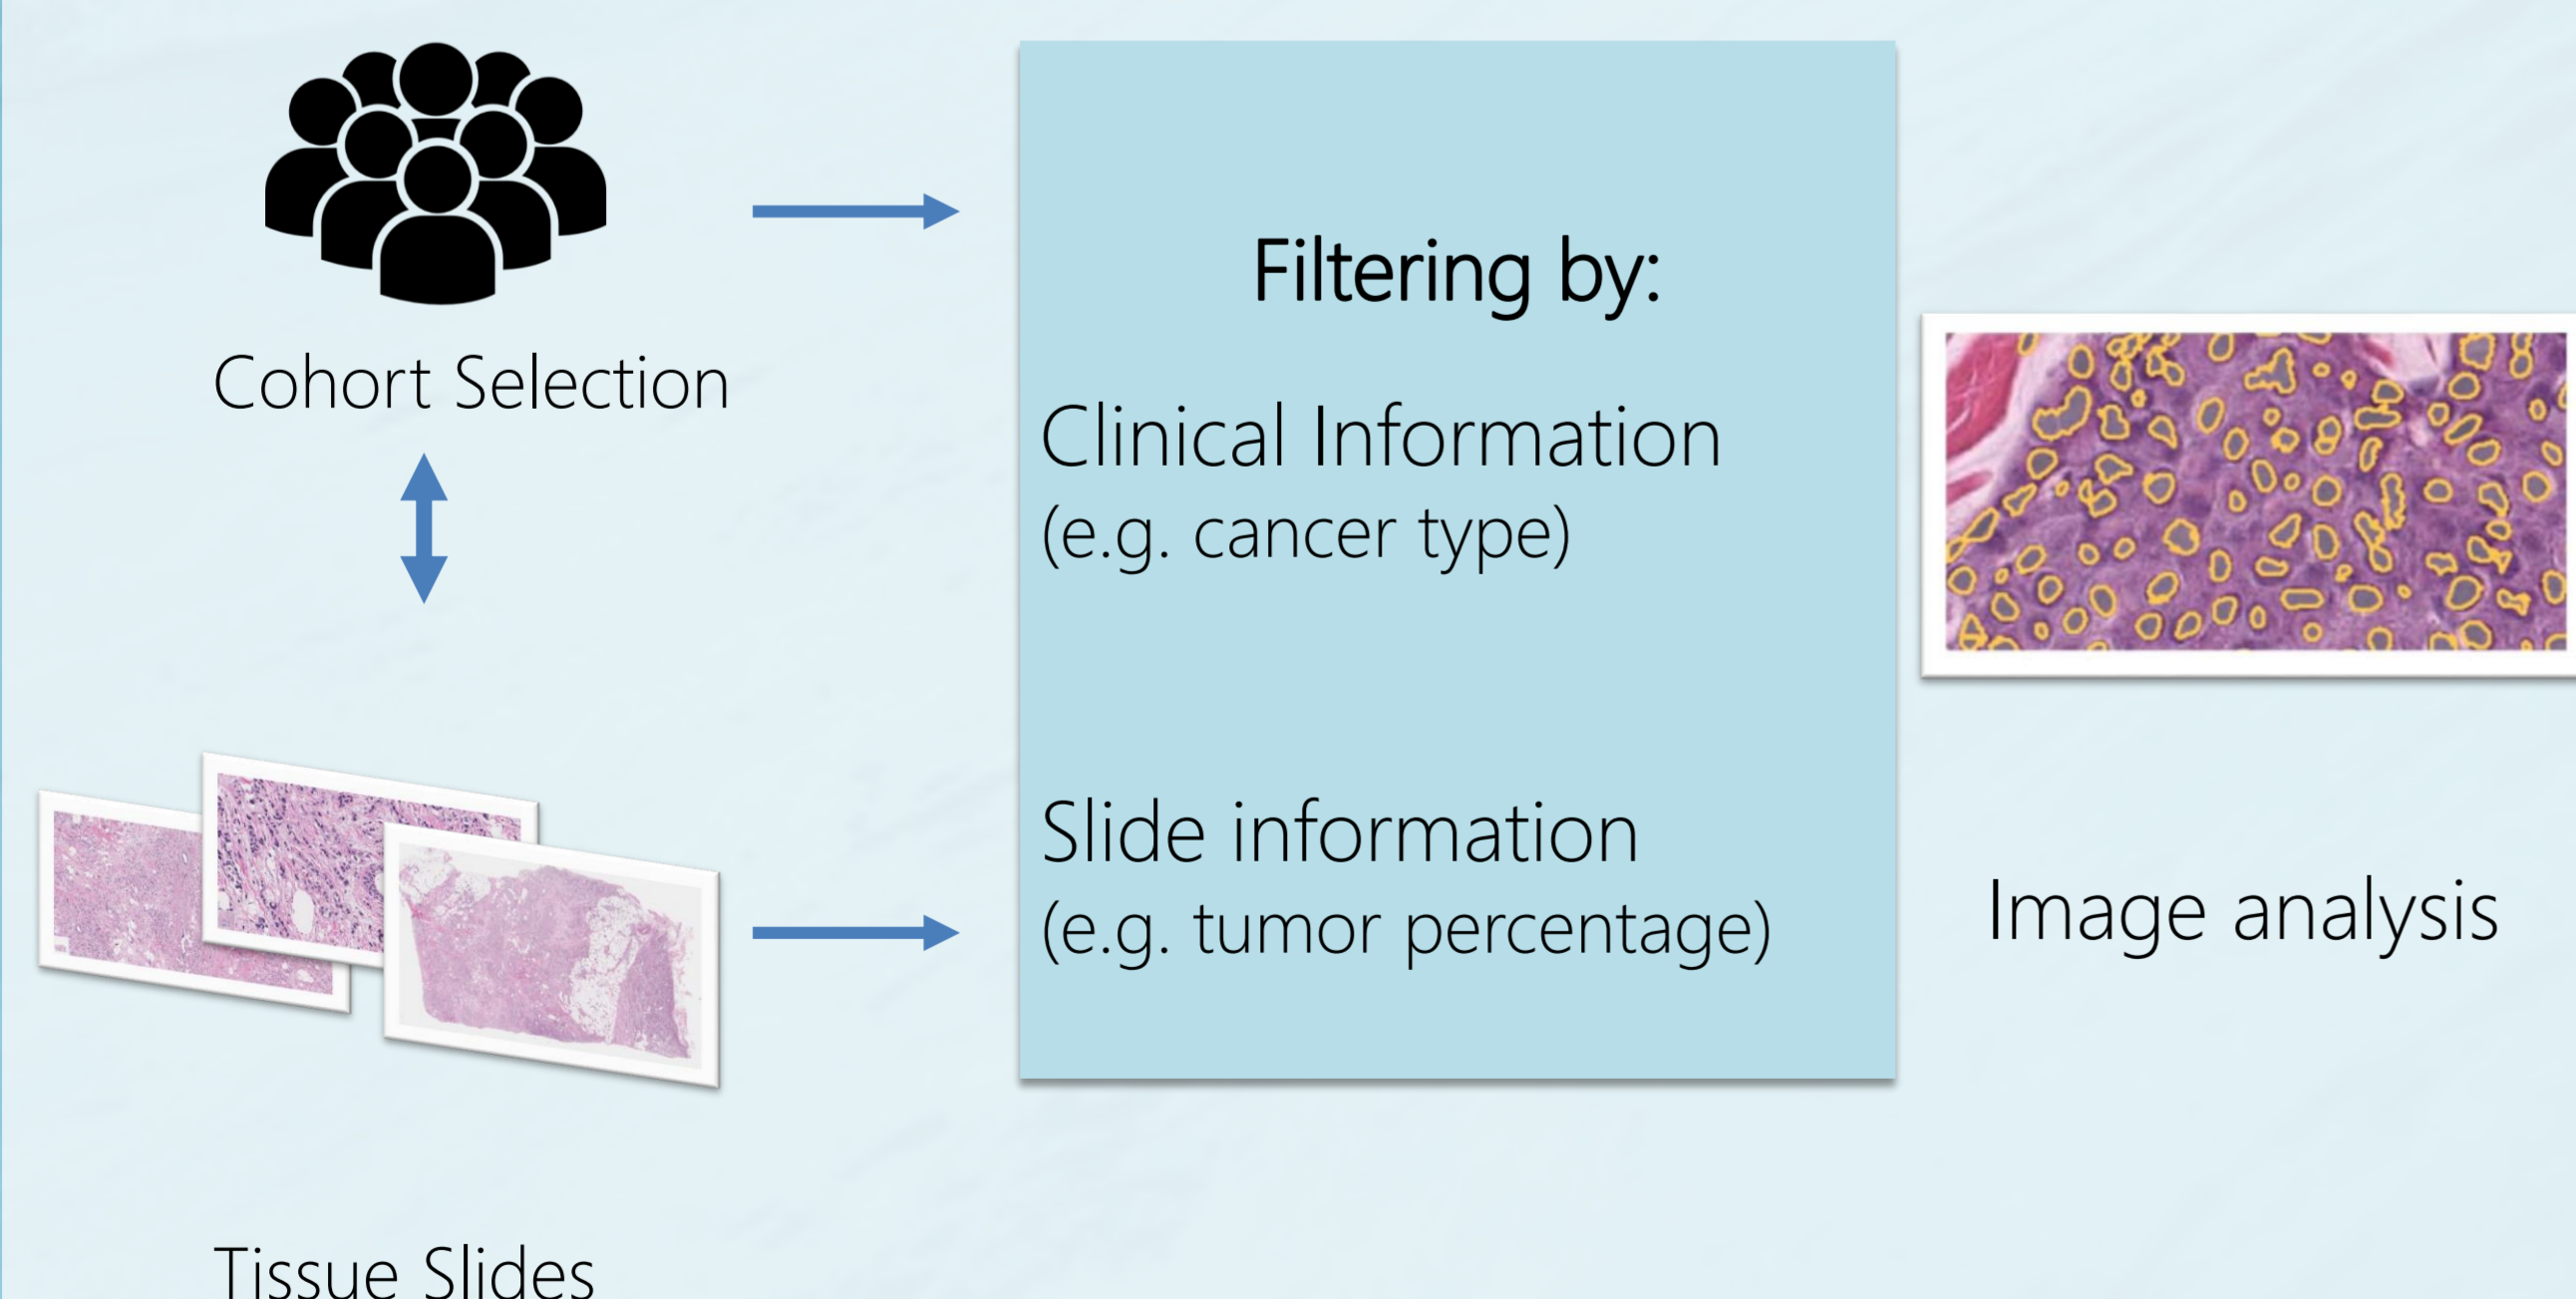 Cohort Selection
Tissue Slides
Filtering by:
Clinical Information
(e.g. cancer type)
Slide information
(e.g. tumor percentage)
Image analysis